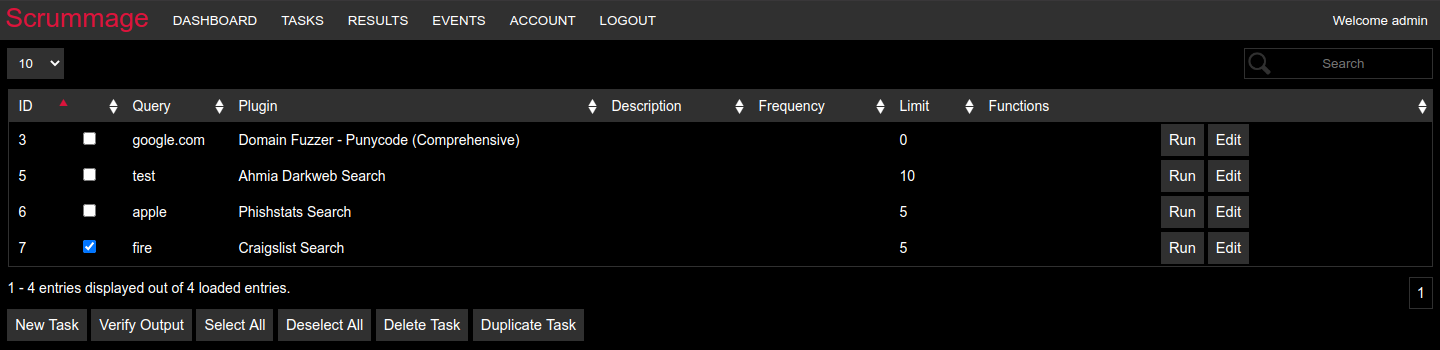 Scrummage DASHBOARD TASKS RESULTS EVENTS ACCOUNT LOGOUT Welcome admin
10 Search
ID Query Plugin Description Frequency Limit Functions
3 google.com Domain Fuzzer - Punycode (Comprehensive) 0 Run Edit
5 test Ahmia Darkweb Search 10 Run Edit
6 apple Phishstats Search 5 Run Edit
7 fire Craigslist Search 5 Run Edit
1 - 4 entries displayed out of 4 loaded entries. 1
New Task Verify Output Select All Deselect All Delete Task Duplicate Task